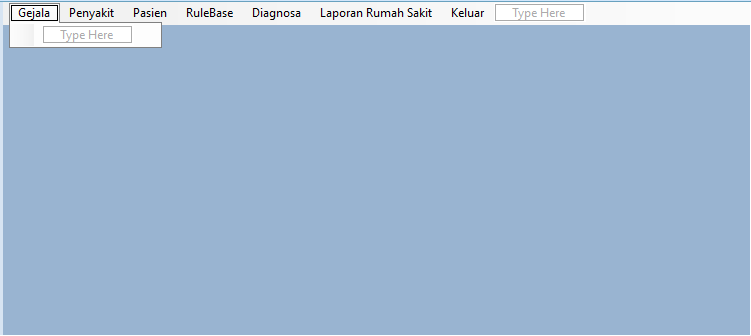 Gejala Penyakit Pasien RuleBase Diagnosa Laporan Rumah Sakit Keluar Type Here
Type Here